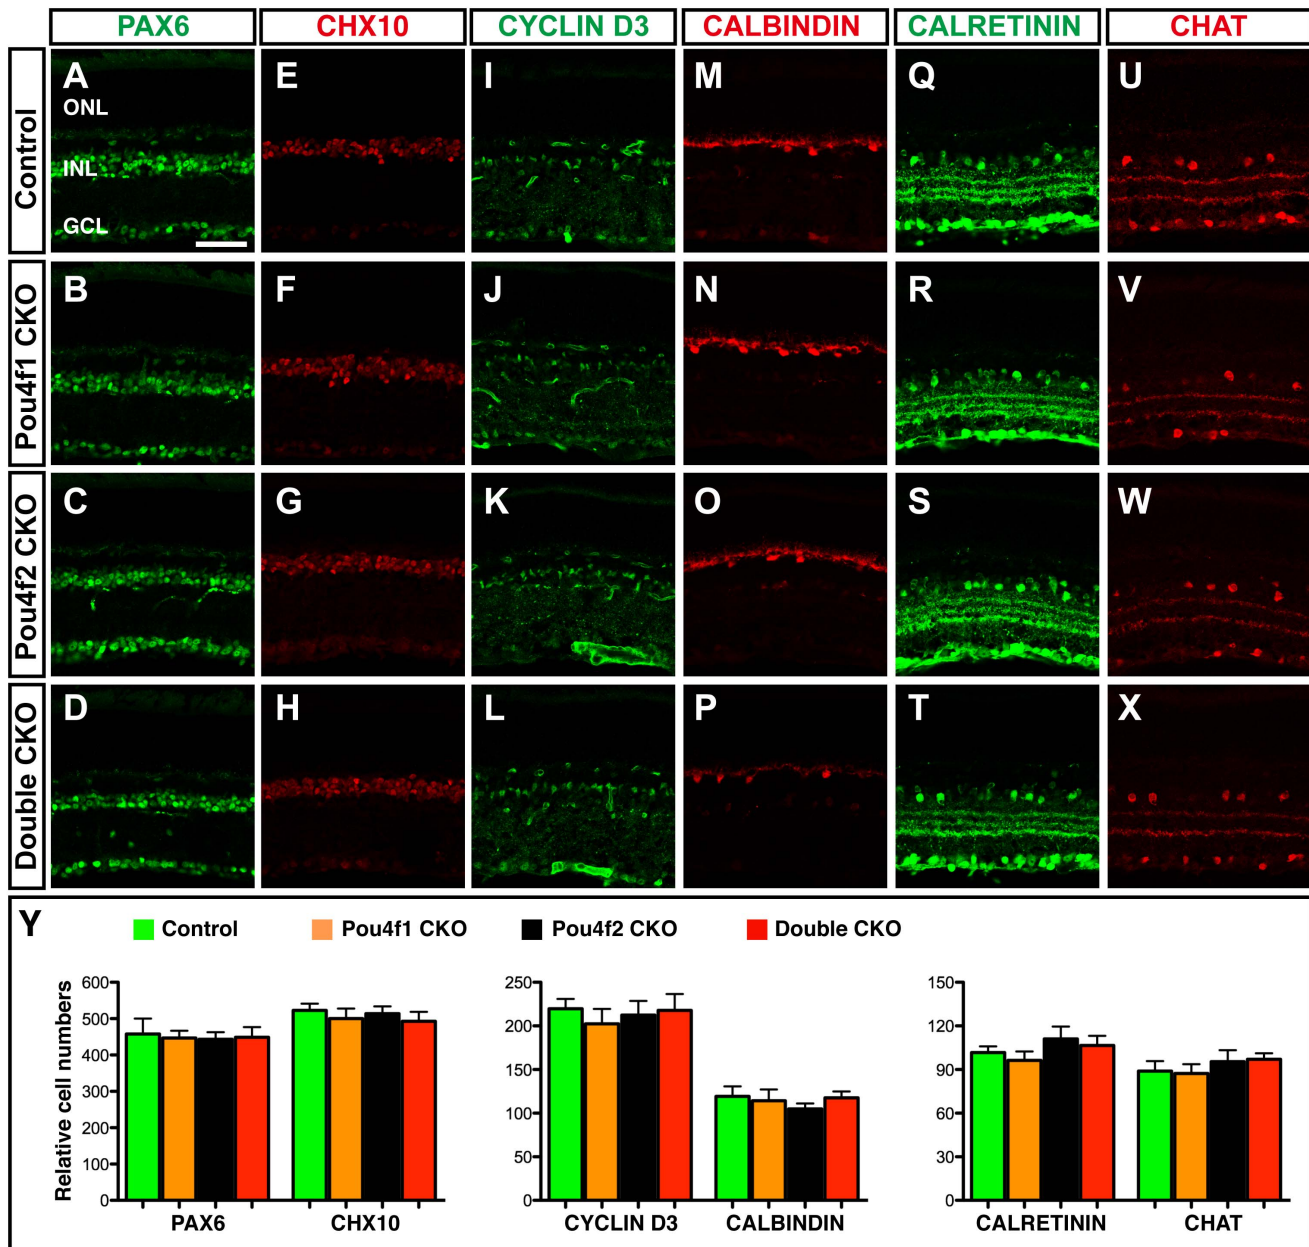 PAX6 CHX10 CYCLIN D3 CALBINDIN CALRETININ CHAT
Control
A E I M Q U
ONL
INL
GCL
Pou4f1 CKO
B F J N R V
Pou4f2 CKO
C G K O S W
Double CKO
D H L P T X
Y
Control Pou4f1 CKO Pou4f2 CKO Double CKO
Relative cell numbers
600
500
400
300
200
100
0
PAX6 CHX10
250
200
150
100
50
0
CYCLIN D3 CALBINDIN
150
120
90
60
30
0
CALRETININ CHAT